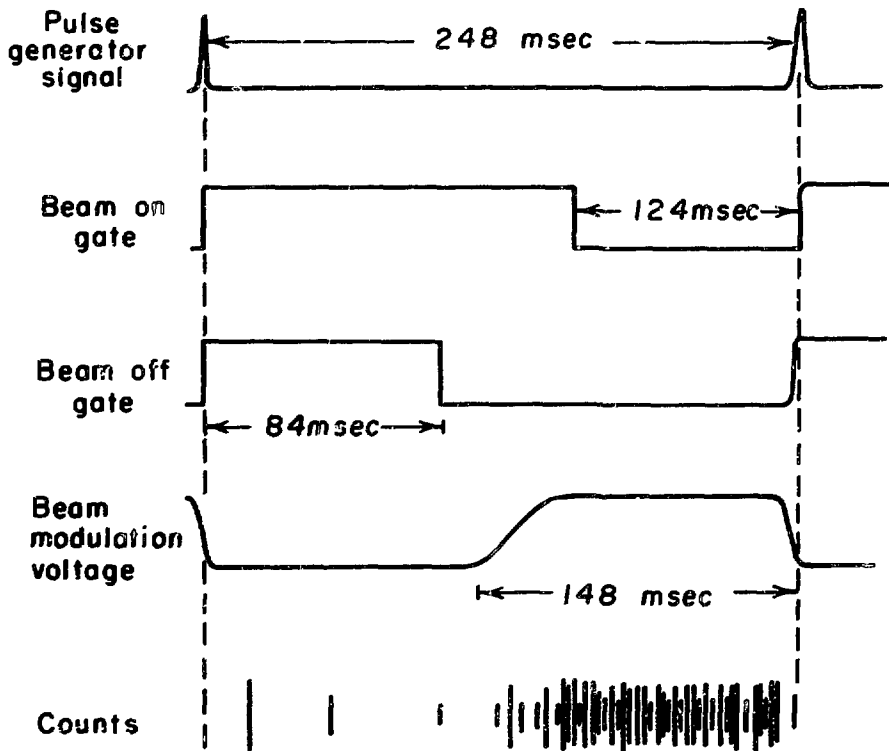 Pulse
generator
signal
248 msec
Beam on
gate
124msec
Beam off
gate
84msec
Beam
modulation
voltage
148 msec
Counts